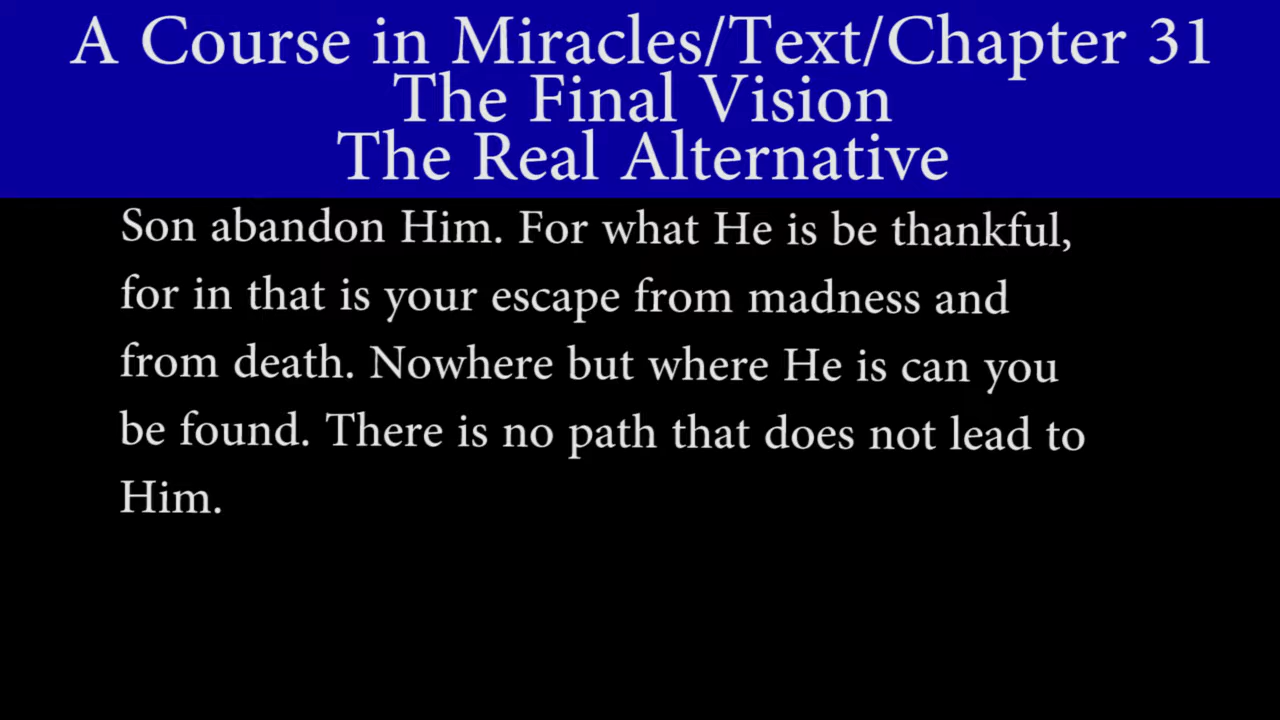 A Course in Miracles/Text/Chapter 31
The Final Vision
The Real Alternative
Son abandon Him. For what He is be thankful,
for in that is your escape from madness and
from death. Nowhere but where He is can you
be found. There is no path that does not lead to
Him.